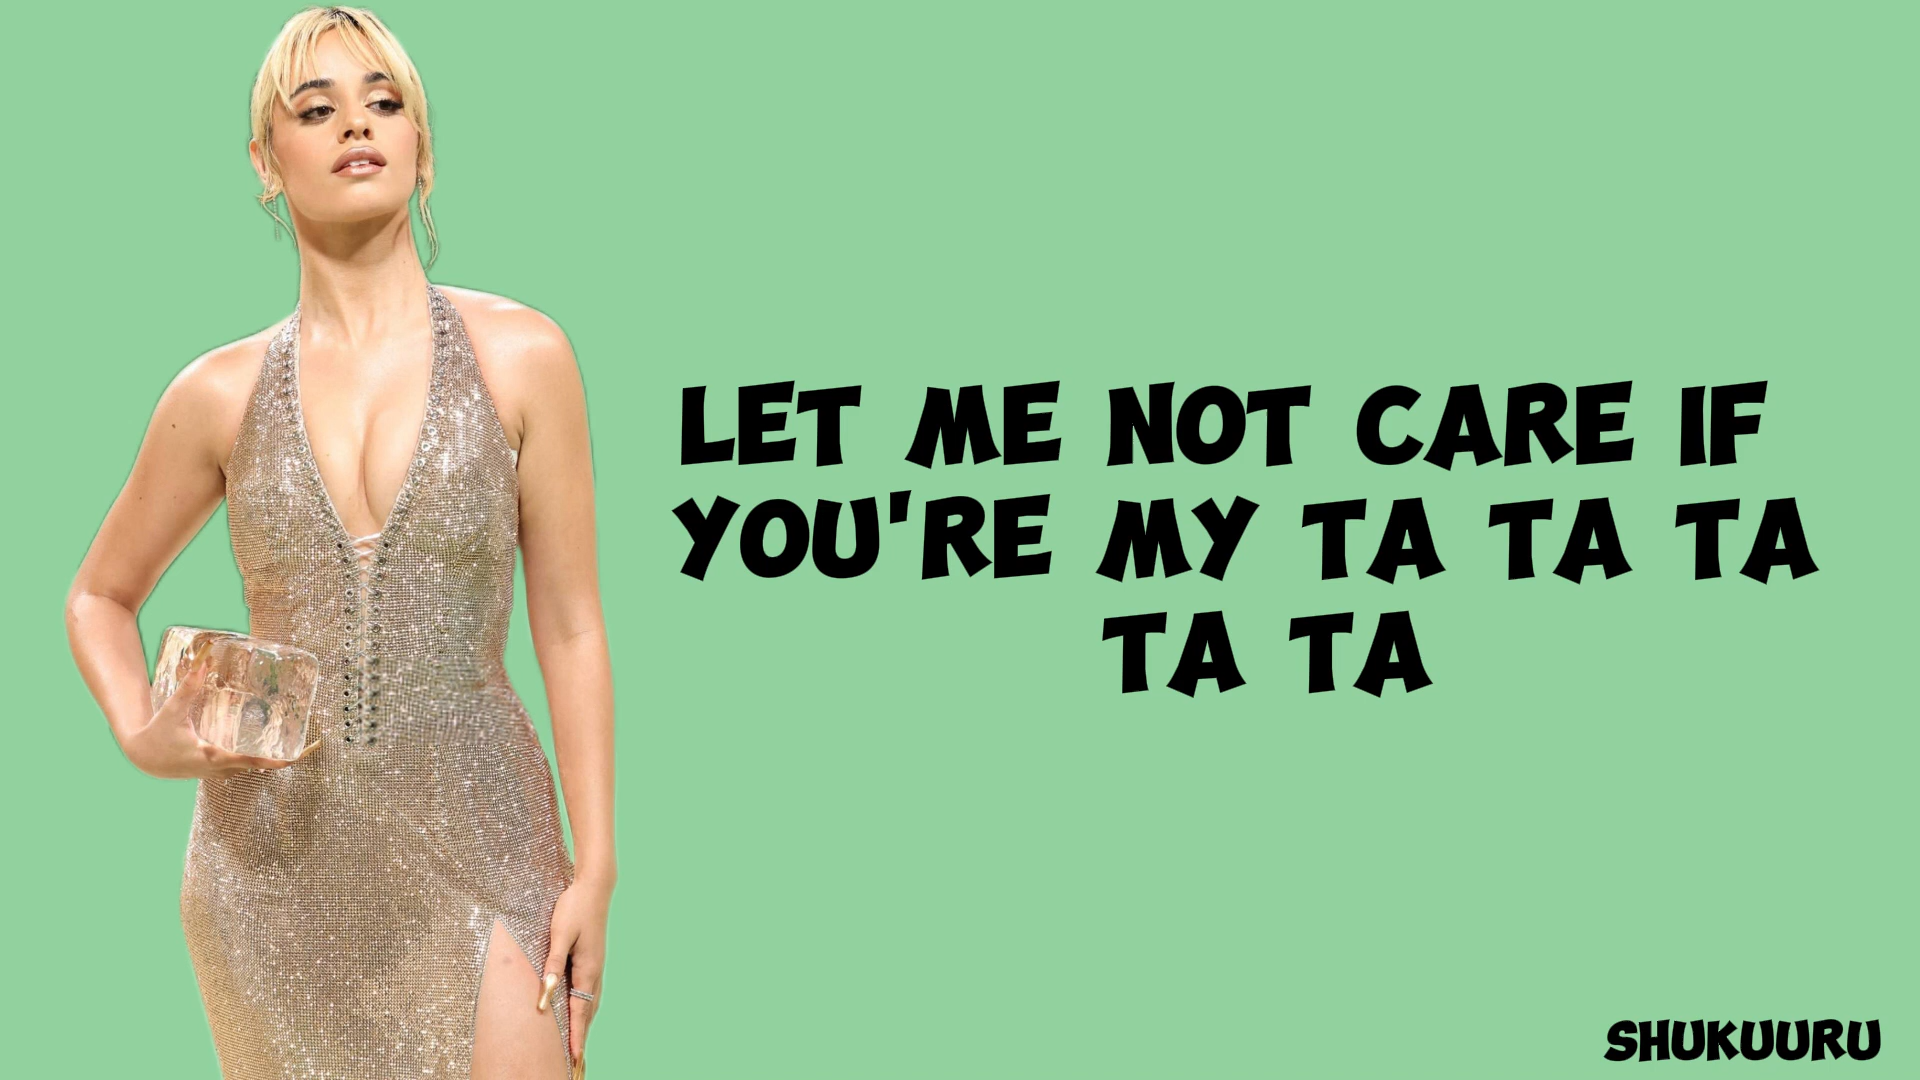 LET ME NOT CARE IF
YOU'RE MY TA TA TA
TA TA
SHUKUURU